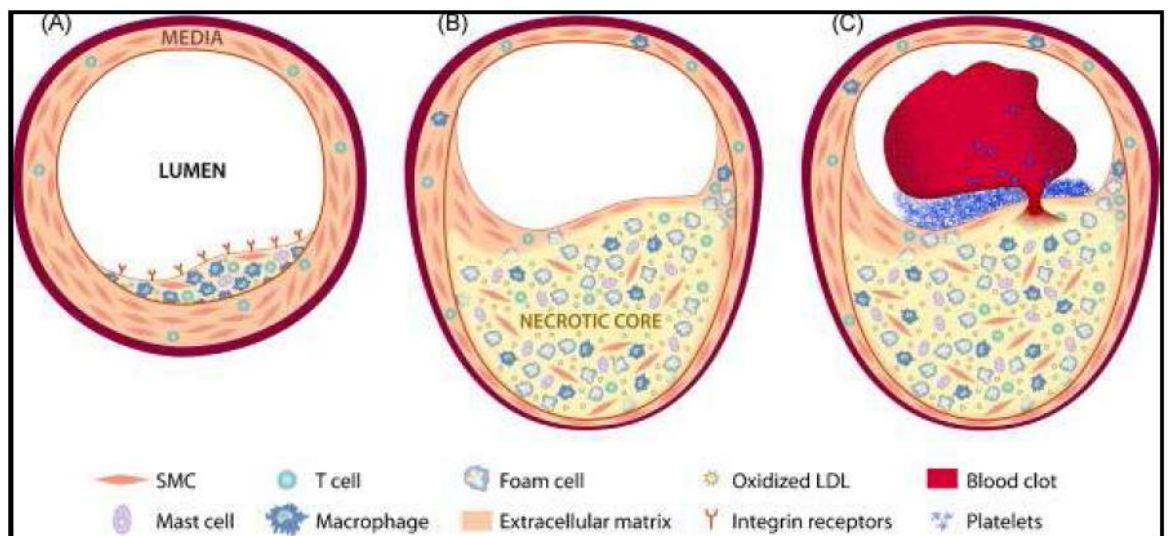 (A) (B) (C)
MEDIA
LUMEN
NECROTIC CORE
SMC T cell Foam cell Oxidized LDL Blood clot
Mast cell Macrophage Extracellular matrix Integrin receptors Platelets